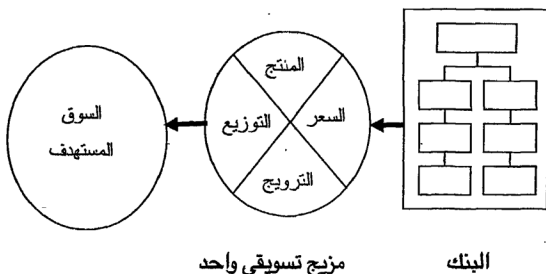 المنتج
السعر
التوزيع
الترويج
السوق
المستهدف
البنك
مزيج تسويقي واحد